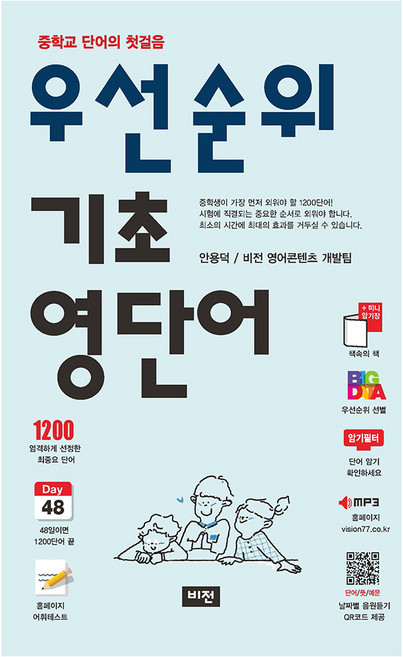 중학교 단어의 첫걸음
우선순위
기초
영단어
중학생이 가장 먼저 외워야 할 1200단어!
시험에 직결되는 중요한 순서로 외워야 합니다.
최소의 시간에 최대의 효과를 거두실 수 있습니다.
안용덕 / 비전 영어콘텐츠 개발팀
+ 미니
암기장
책속의 책
BIG
DATA
우선순위 선별
암기필터
단어 암기
확인하세요
MP3
홈페이지
vision77.co.kr
단어/뜻/예문
날짜별 음원듣기
QR코드 제공
1200
엄격하게 선정한
최중요 단어
Day
48
48일이면
1200단어 끝
홈페이지
어휘테스트
비전